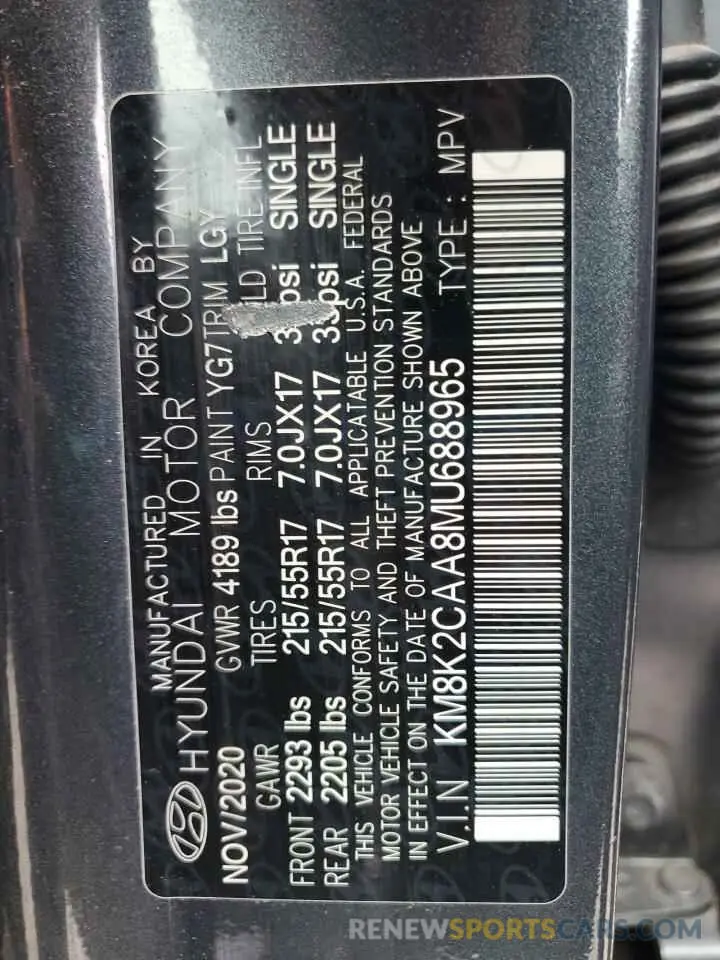 MANUFACTURED IN KOREA BY
HYUNDAI MOTOR COMPANY
NOV/2020 GVWR 4189 lbs PAINT YG7 TRIM LGY
GAWR TIRES RIMS TIRE INFL
FRONT 2293 lbs 215/55R17 7.0JX17 SINGLE
REAR 2205 lbs 215/55R17 7.0JX17 33psi SINGLE
THIS VEHICLE CONFORMS TO ALL APPLICATABLE U.S.A. FEDERAL
MOTOR VEHICLE SAFETY AND THEFT PREVENTION STANDARDS
IN EFFECT ON THE DATE OF MANUFACTURE SHOWN ABOVE
V.I.N KM8K2CAA8MU688965 TYPE : MPV
RENEWSPORTSCARS.COM